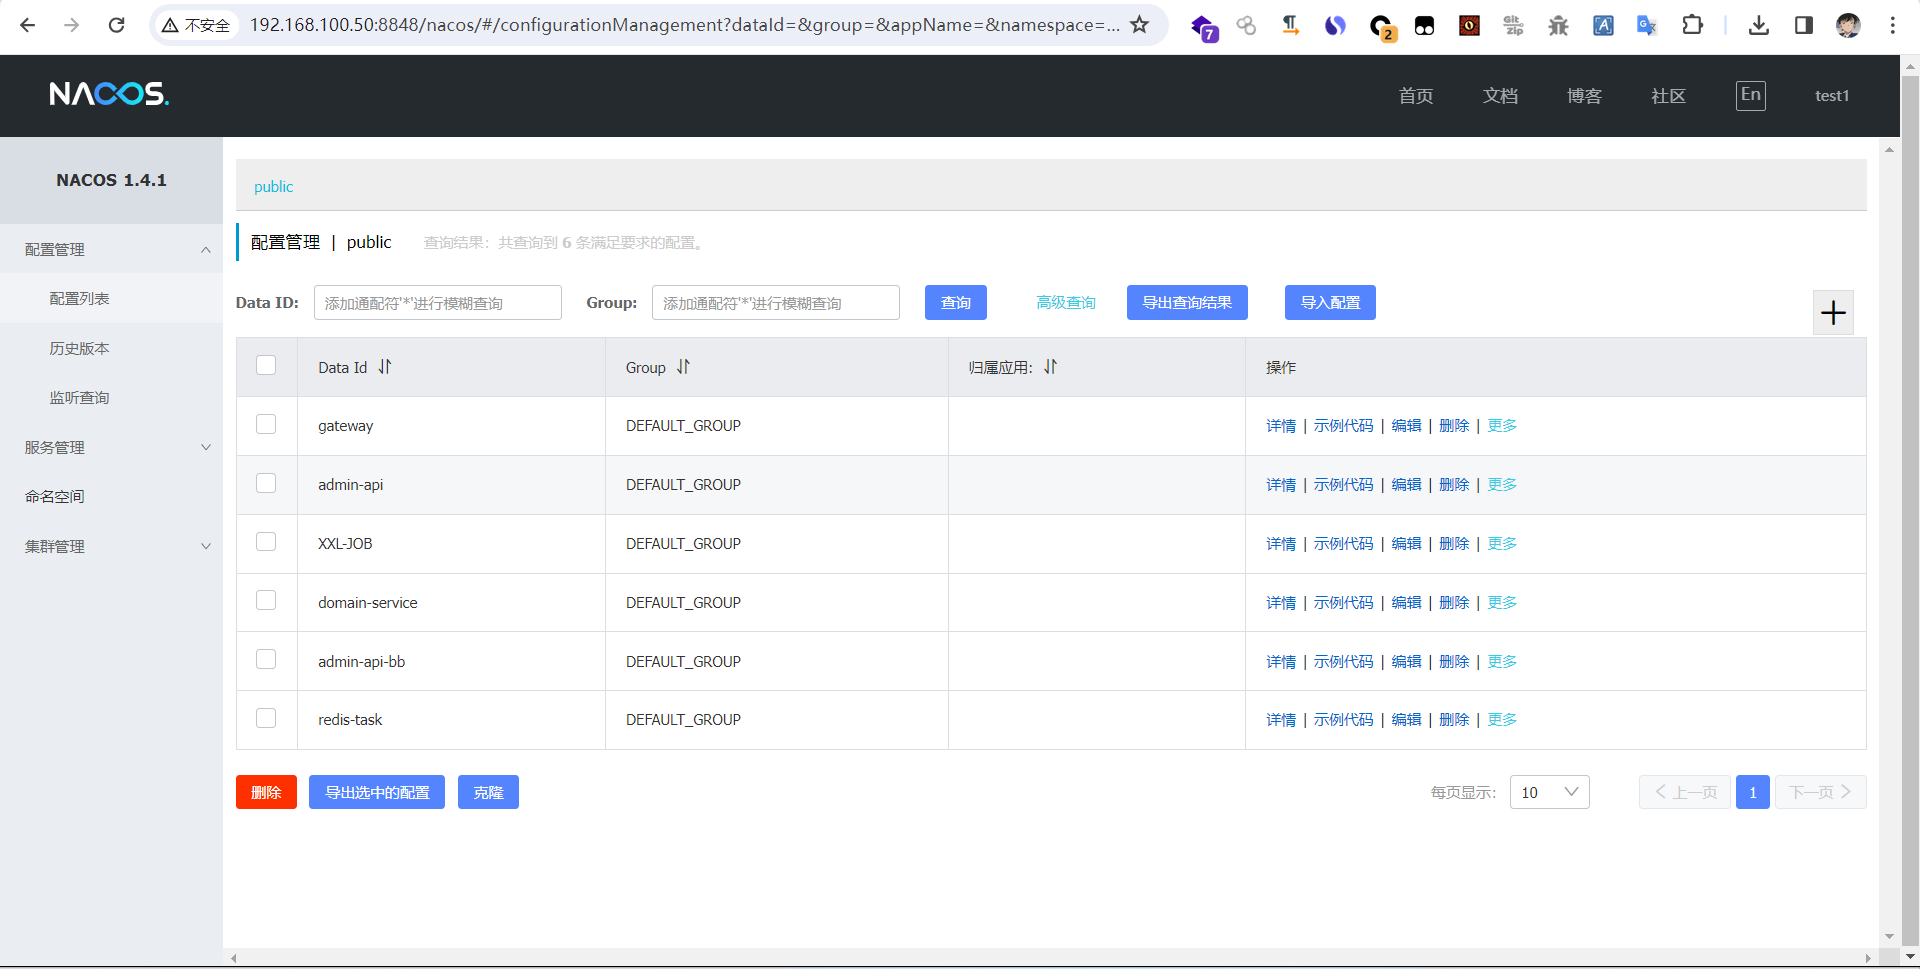 不安全 192.168.100.50:8848/nacos/#/configurationManagement?dataId=&group=&appName=&namespace=... 7 2 Git zip
NACOS. 首页 文档 博客 社区 En test1
NACOS 1.4.1
配置管理
配置列表
历史版本
监听查询
服务管理
命名空间
集群管理
public
配置管理 | public 查询结果：共查询到 6 条满足要求的配置。
Data ID: 添加通配符'*'进行模糊查询 Group: 添加通配符'*'进行模糊查询 查询 高级查询 导出查询结果 导入配置
Data Id Group 归属应用: 操作
gateway DEFAULT_GROUP 详情 | 示例代码 | 编辑 | 删除 | 更多
admin-api DEFAULT_GROUP 详情 | 示例代码 | 编辑 | 删除 | 更多
XXL-JOB DEFAULT_GROUP 详情 | 示例代码 | 编辑 | 删除 | 更多
domain-service DEFAULT_GROUP 详情 | 示例代码 | 编辑 | 删除 | 更多
admin-api-bb DEFAULT_GROUP 详情 | 示例代码 | 编辑 | 删除 | 更多
redis-task DEFAULT_GROUP 详情 | 示例代码 | 编辑 | 删除 | 更多
删除 导出选中的配置 克隆 每页显示: 10 上一页 1 下一页